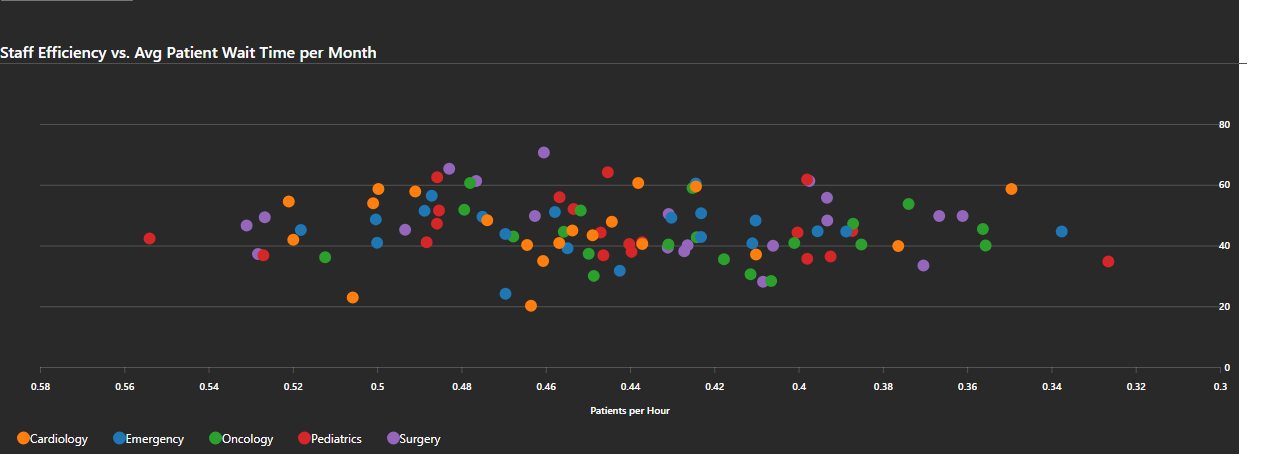 Staff Efficiency vs. Avg Patient Wait Time per Month
80
60
40
20
0
0.58 0.56 0.54 0.52 0.5 0.48 0.46 0.44 0.42 0.4 0.38 0.36 0.34 0.32 0.3
Patients per Hour
Cardiology Emergency Oncology Pediatrics Surgery